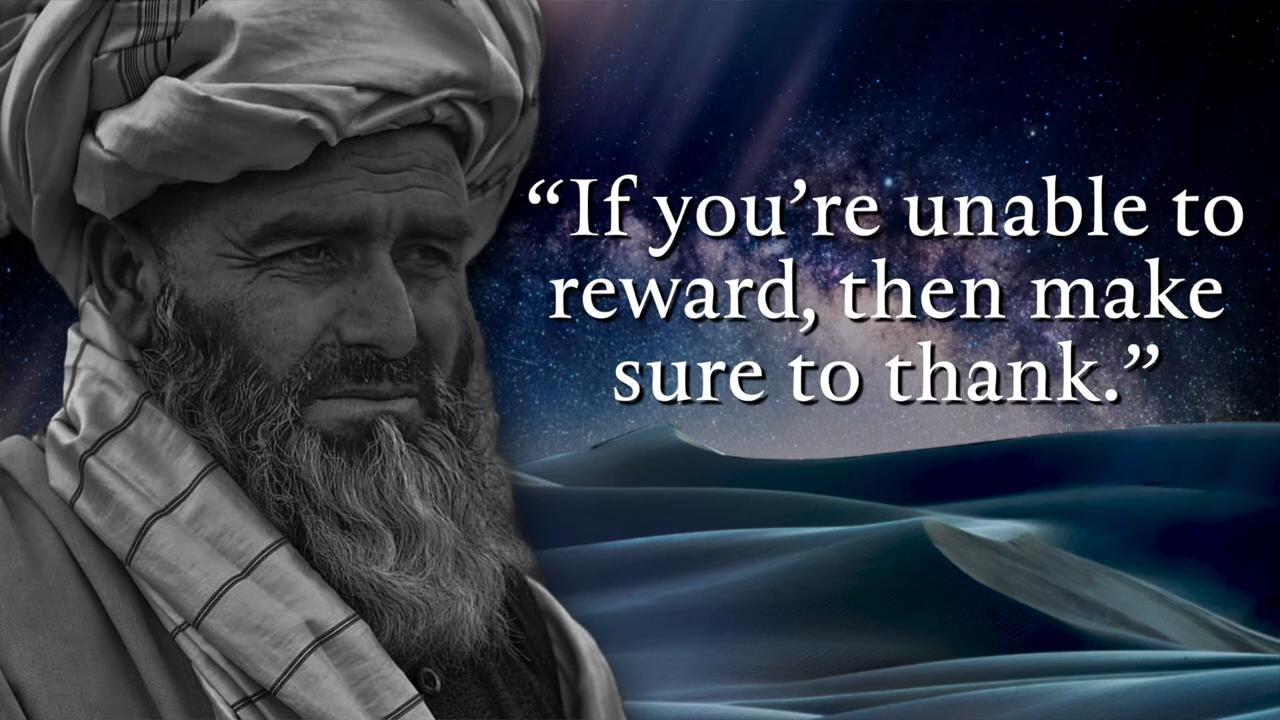 “If you’re unable to
reward, then make
sure to thank.”